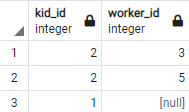 kid_id worker_id
integer integer
1 2 3
2 2 5
3 1 [null]